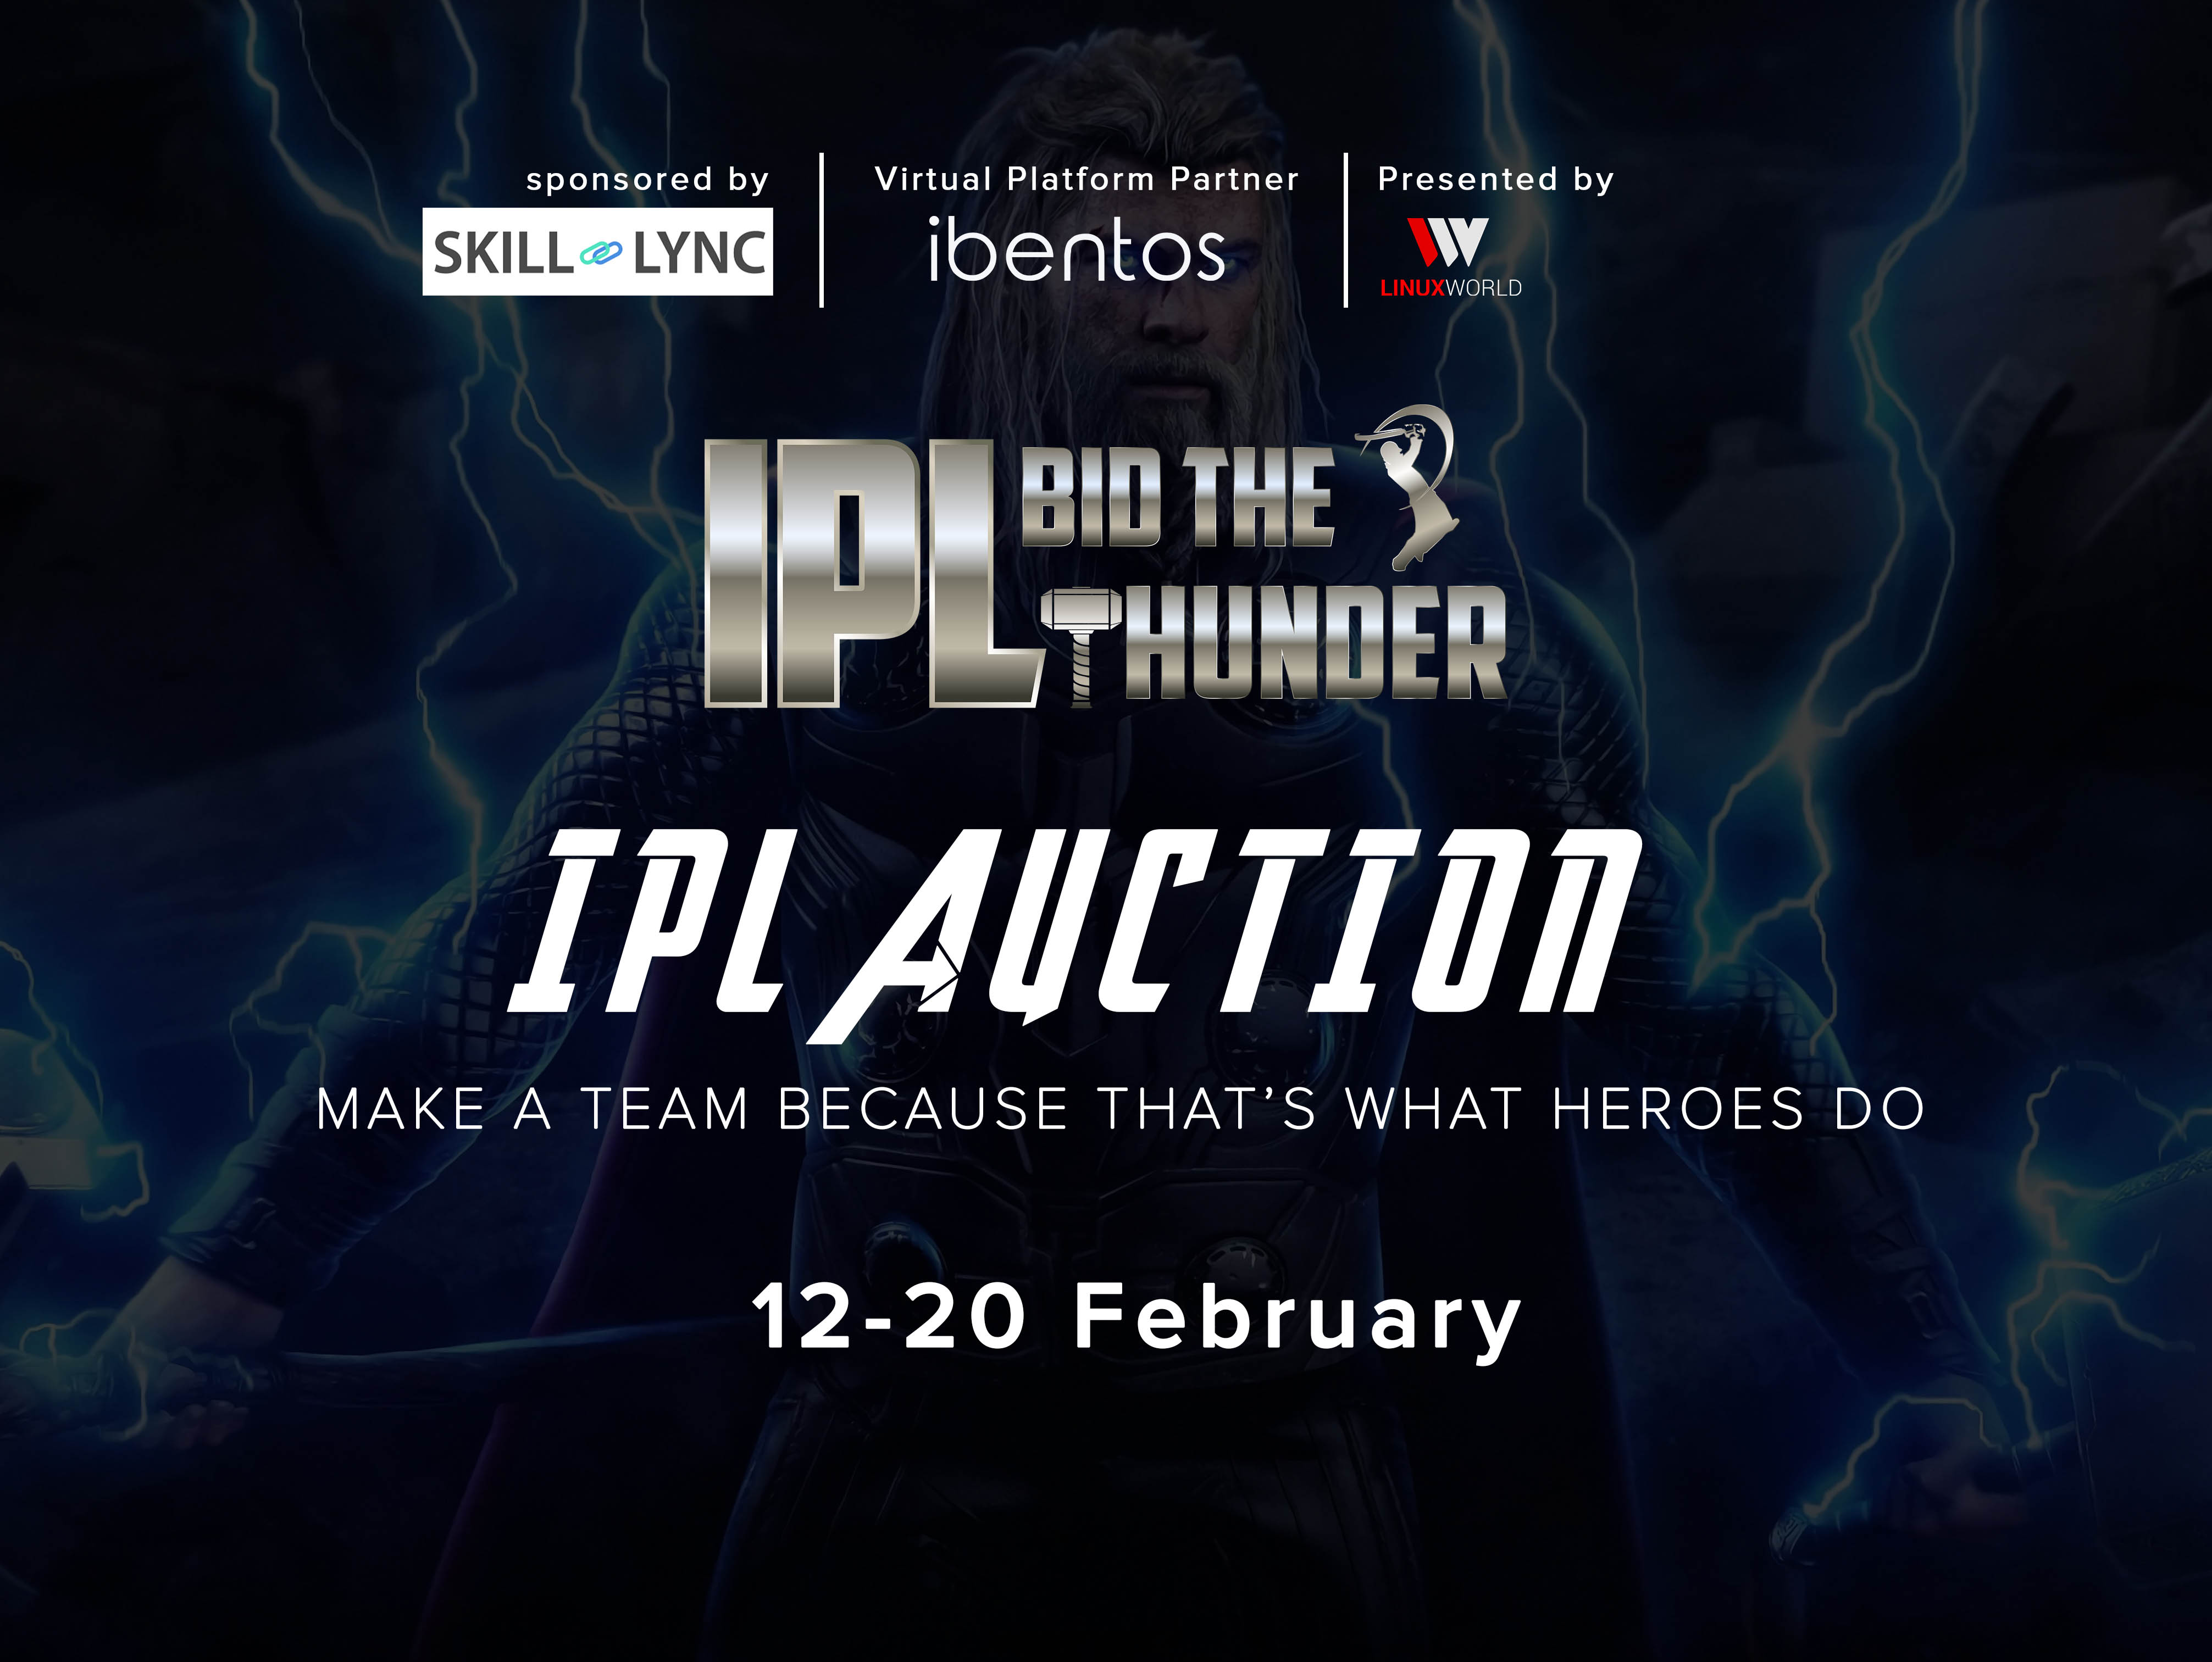 sponsored by
SKILL LYNC
Virtual Platform Partner
ibentos
Presented by
LINUXWORLD
IPL BID THE
THUNDER
IPL AUCTION
MAKE A TEAM BECAUSE THAT'S WHAT HEROES DO
12-20 February